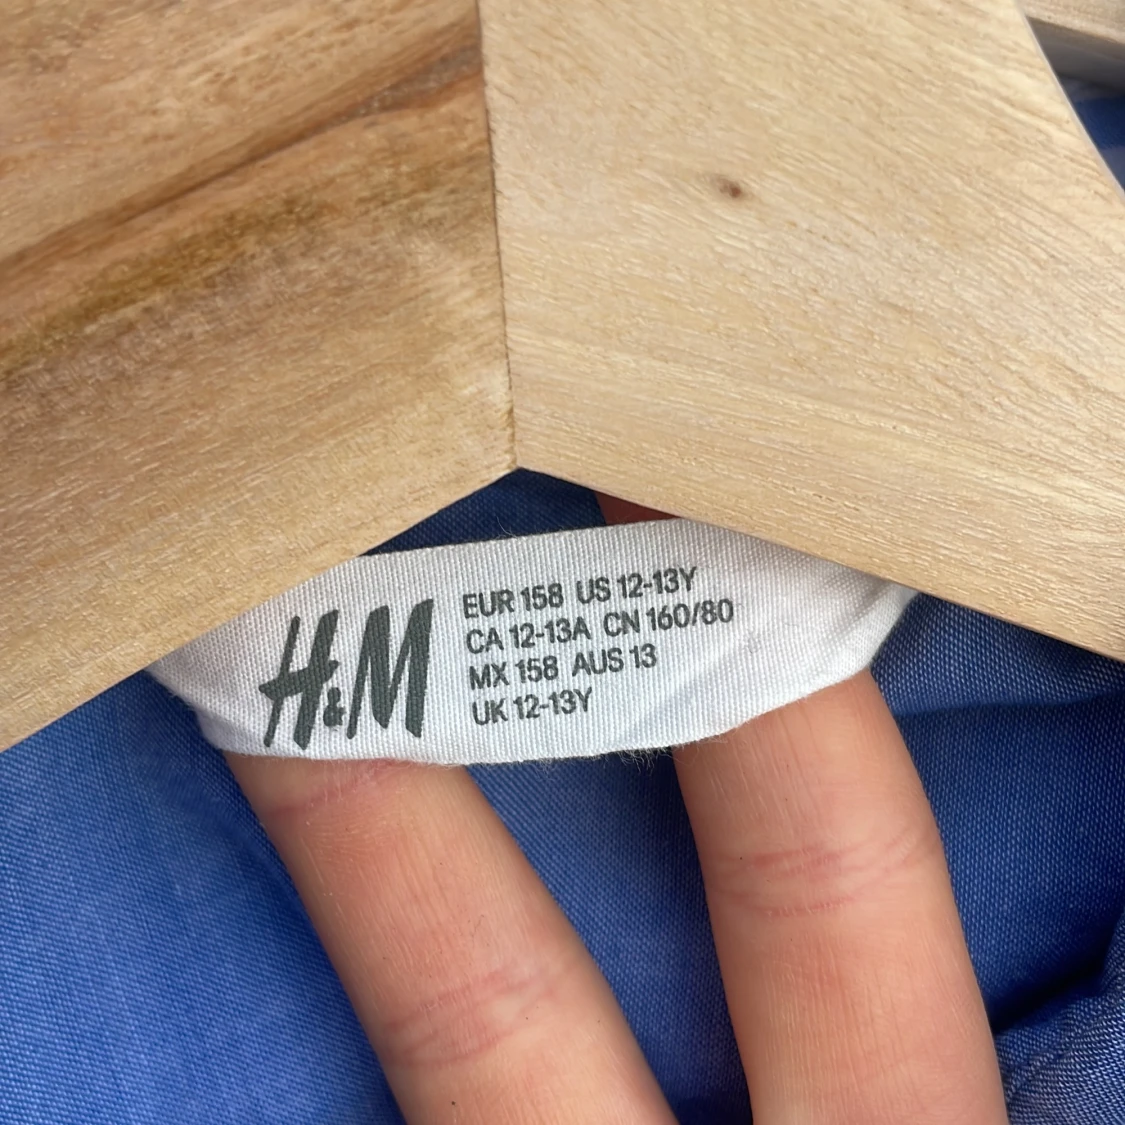 H&M
EUR 158 US 12-13Y
CA 12-13A CN 160/80
MX 158 AUS 13
UK 12-13Y